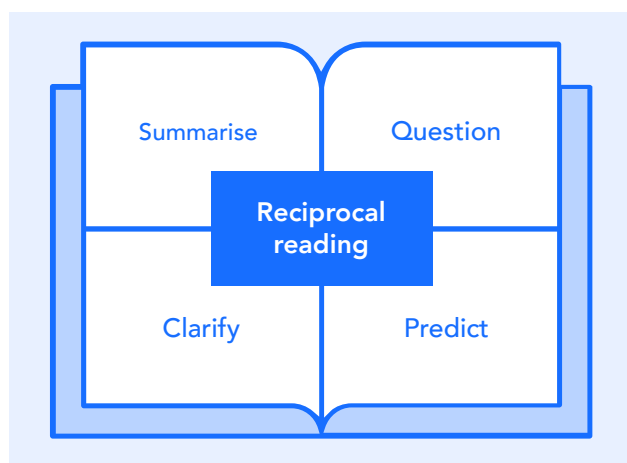 Summarise
Question
Reciprocal
reading
Clarify
Predict